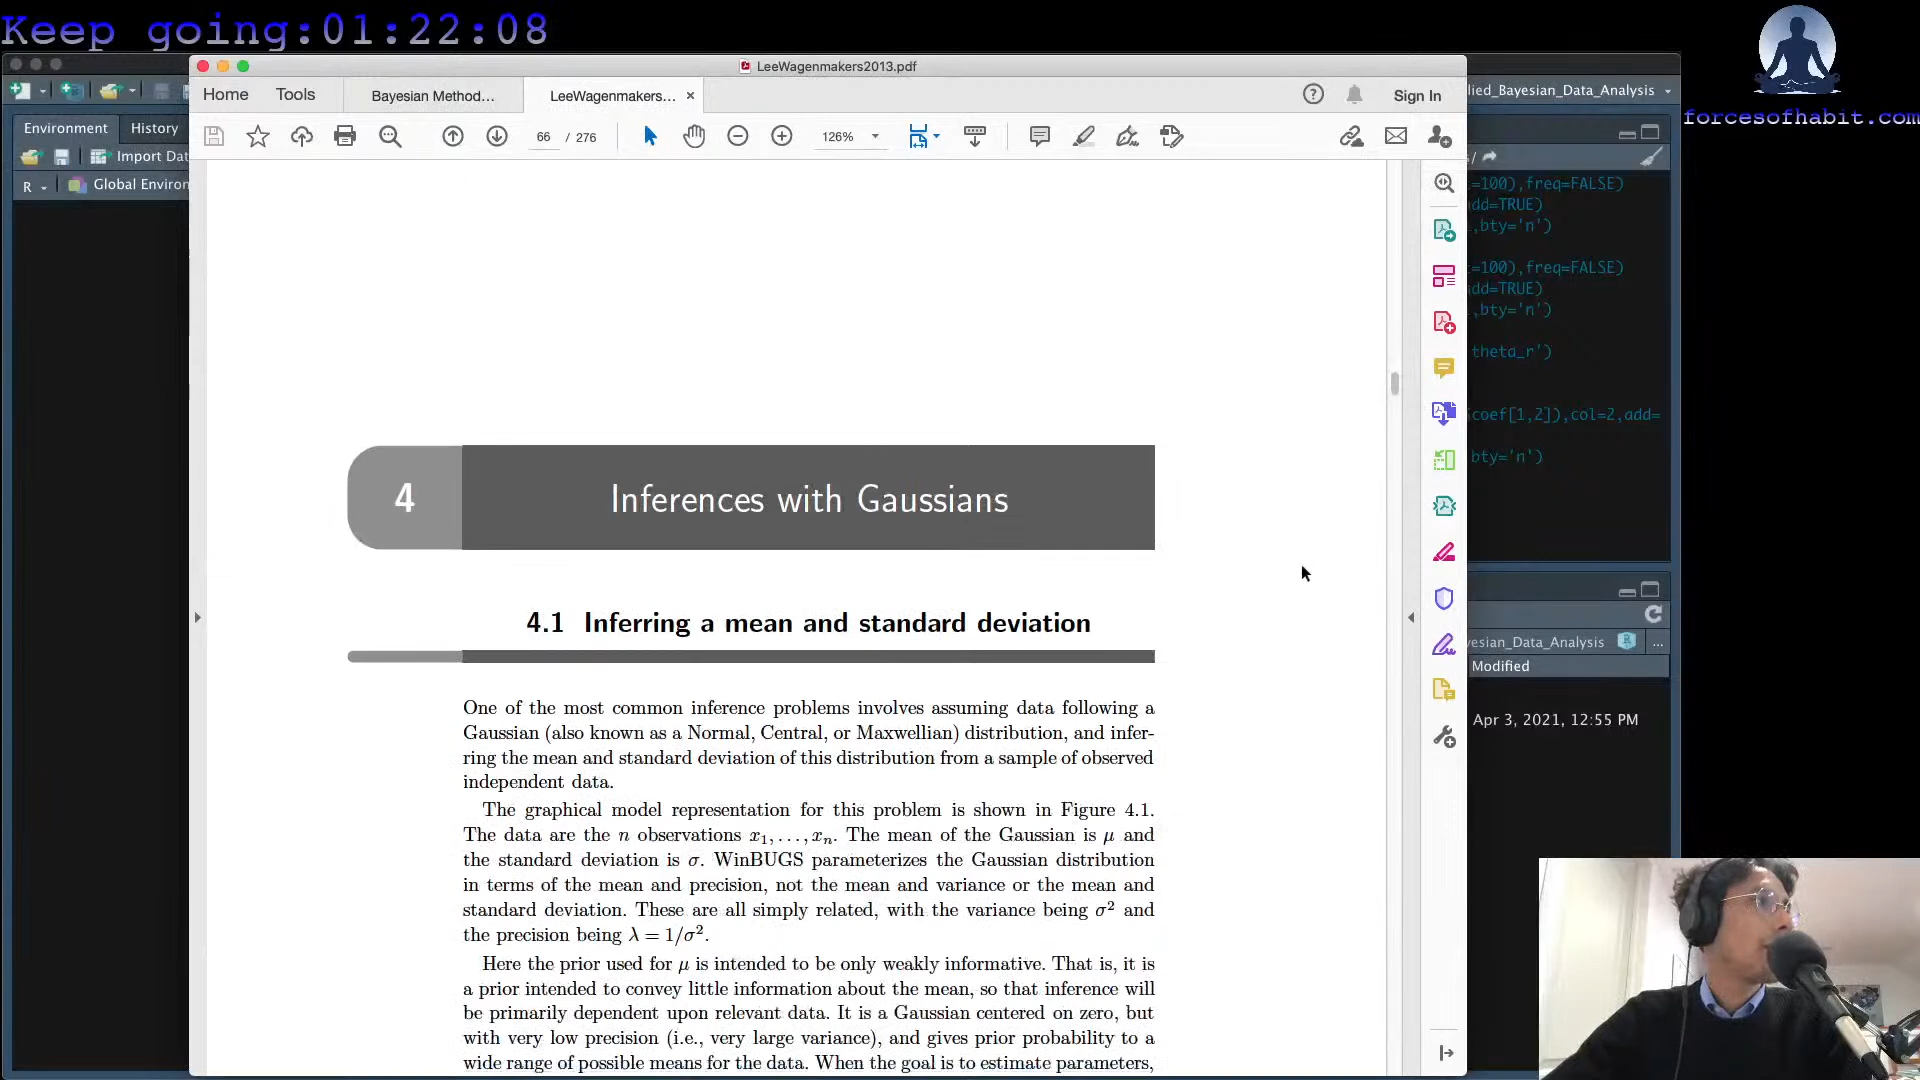 Keep going:01:22:08
forcesofhabit.com
LeeWagenmakers2013.pdf
Home
Tools
Bayesian Method...
LeeWagenmakers...
Sign In
66 / 276
126%
lied_Bayesian_Data_Analysis
Environment
History
Import Dat
R
Global Environ
4
Inferences with Gaussians
4.1 Inferring a mean and standard deviation
One of the most common inference problems involves assuming data following a
Gaussian (also known as a Normal, Central, or Maxwellian) distribution, and infer-
ring the mean and standard deviation of this distribution from a sample of observed
independent data.
The graphical model representation for this problem is shown in Figure 4.1.
The data are the n observations x₁,...,xₙ. The mean of the Gaussian is μ and
the standard deviation is σ. WinBUGS parameterizes the Gaussian distribution
in terms of the mean and precision, not the mean and variance or the mean and
standard deviation. These are all simply related, with the variance being σ² and
the precision being λ = 1/σ².
Here the prior used for μ is intended to be only weakly informative. That is, it is
a prior intended to convey little information about the mean, so that inference will
be primarily dependent upon relevant data. It is a Gaussian centered on zero, but
with very low precision (i.e., very large variance), and gives prior probability to a
wide range of possible means for the data. When the goal is to estimate parameters,
=100),freq=FALSE)
dd=TRUE)
,bty='n')
=100),freq=FALSE)
dd=TRUE)
,bty='n')
theta_r')
coef[1,2]),col=2,add=
bty='n')
yesian_Data_Analysis
...
Modified
Apr 3, 2021, 12:55 PM